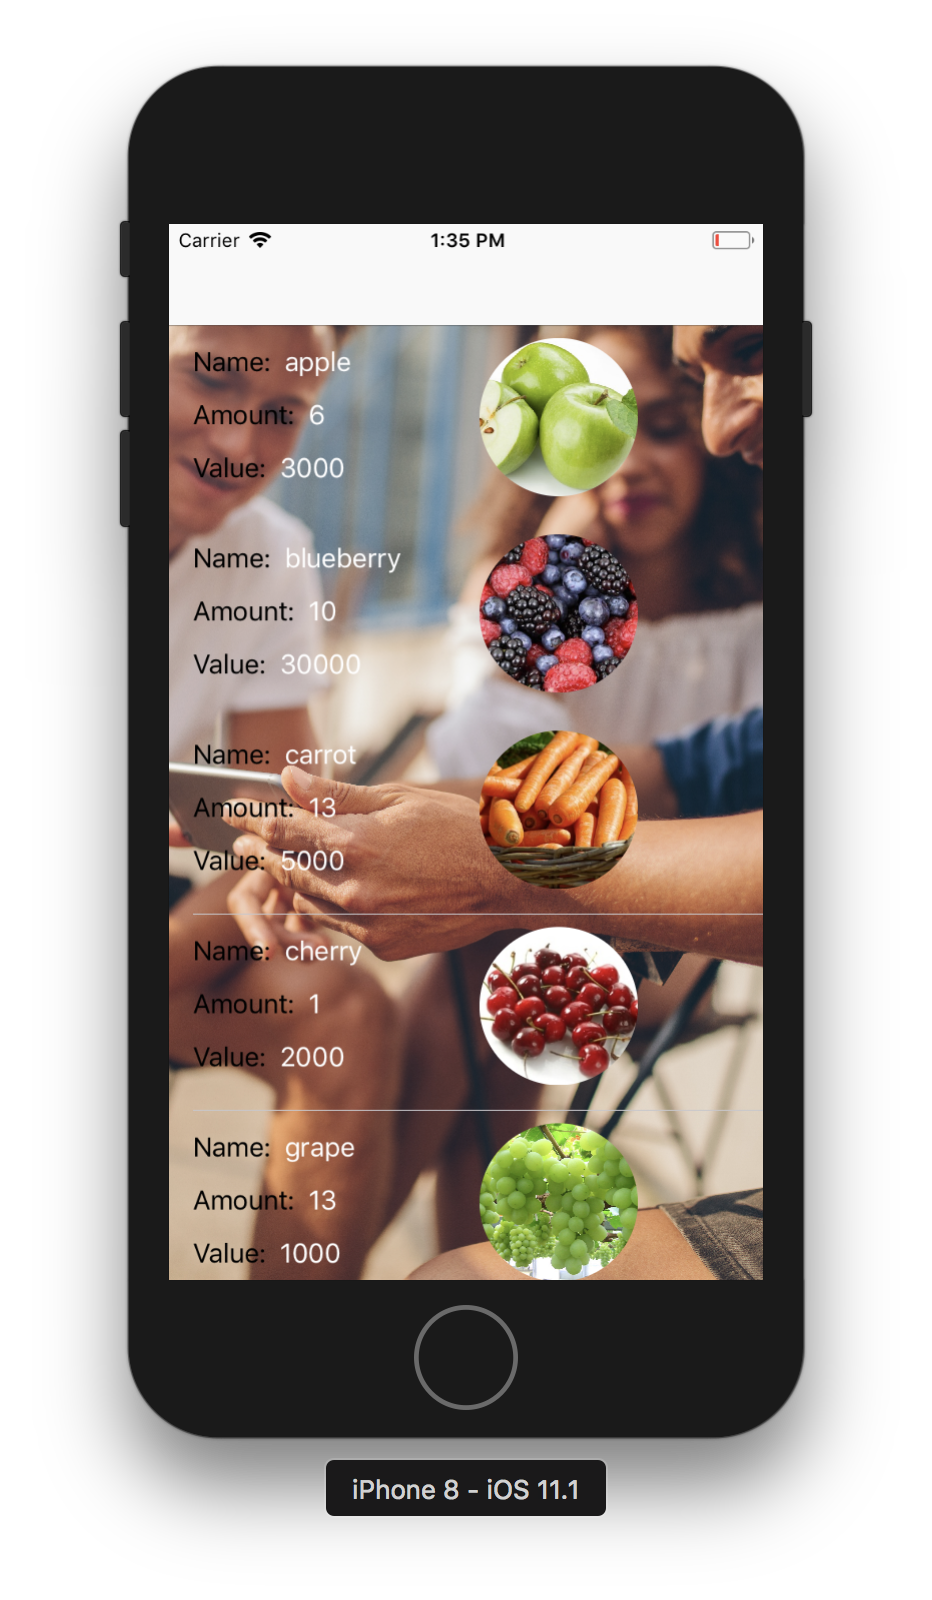 Carrier 1:35 PM
Name: apple
Amount: 6
Value: 3000
Name: blueberry
Amount: 10
Value: 30000
Name: carrot
Amount: 13
Value: 5000
Name: cherry
Amount: 1
Value: 2000
Name: grape
Amount: 13
Value: 1000
iPhone 8 - iOS 11.1